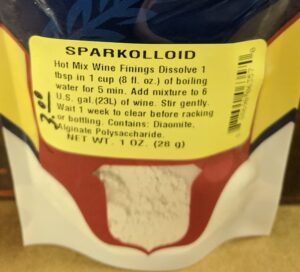 SPARKOLLOID
Hot Mix Wine Finings Dissolve 1
tbsp in 1 cup (8 fl. oz.) of boiling
water for 5 min. Add mixture to 6
U.S. gal.(23L) of wine. Stir gently.
Wait 1 week to clear before racking
or bottling. Contains: Diaomite,
Alginate Polysaccharide.
NET WT. 1 OZ. (28 g)